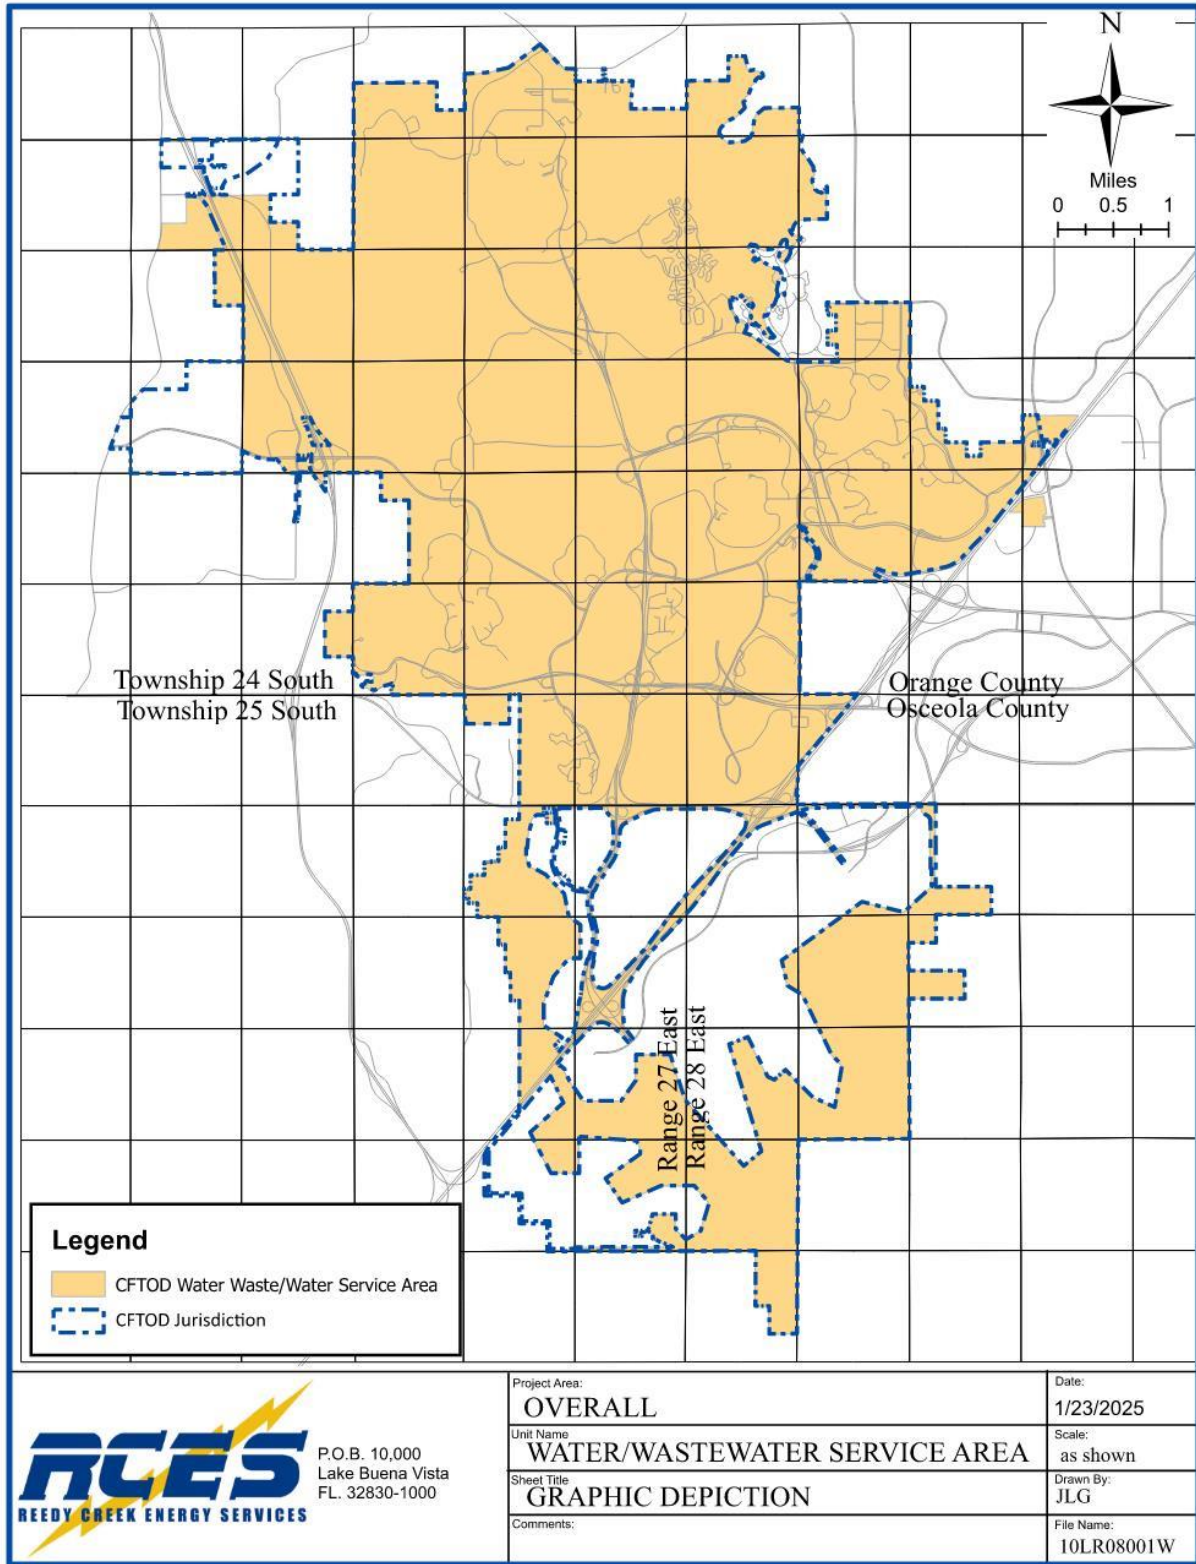 N
Miles
0 0.5 1
Township 24 South
Township 25 South
Orange County
Osceola County
Range 27 East
Range 28 East
Legend
CFTOD Water Waste/Water Service Area
CFTOD Jurisdiction
RCES
REEDY CREEK ENERGY SERVICES
P.O.B. 10,000
Lake Buena Vista
FL. 32830-1000
Project Area:
OVERALL
Unit Name
WATER/WASTEWATER SERVICE AREA
Sheet Title
GRAPHIC DEPICTION
Comments:
Date:
1/23/2025
Scale:
as shown
Drawn By:
JLG
File Name:
10LR08001W